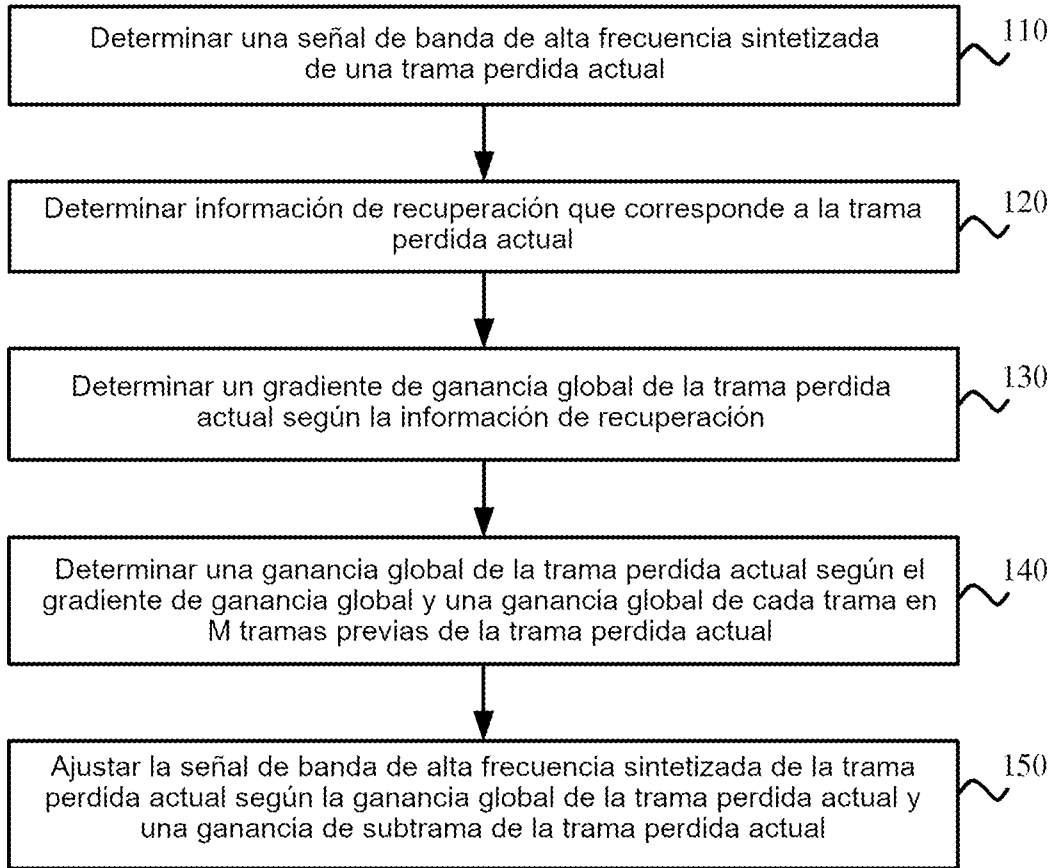 Determinar una señal de banda de alta frecuencia sintetizada
de una trama perdida actual
110
Determinar información de recuperación que corresponde a la trama
perdida actual
120
Determinar un gradiente de ganancia global de la trama perdida
actual según la información de recuperación
130
Determinar una ganancia global de la trama perdida actual según el
gradiente de ganancia global y una ganancia global de cada trama en
M tramas previas de la trama perdida actual
140
Ajustar la señal de banda de alta frecuencia sintetizada de la trama
perdida actual según la ganancia global de la trama perdida actual y
una ganancia de subtrama de la trama perdida actual
150